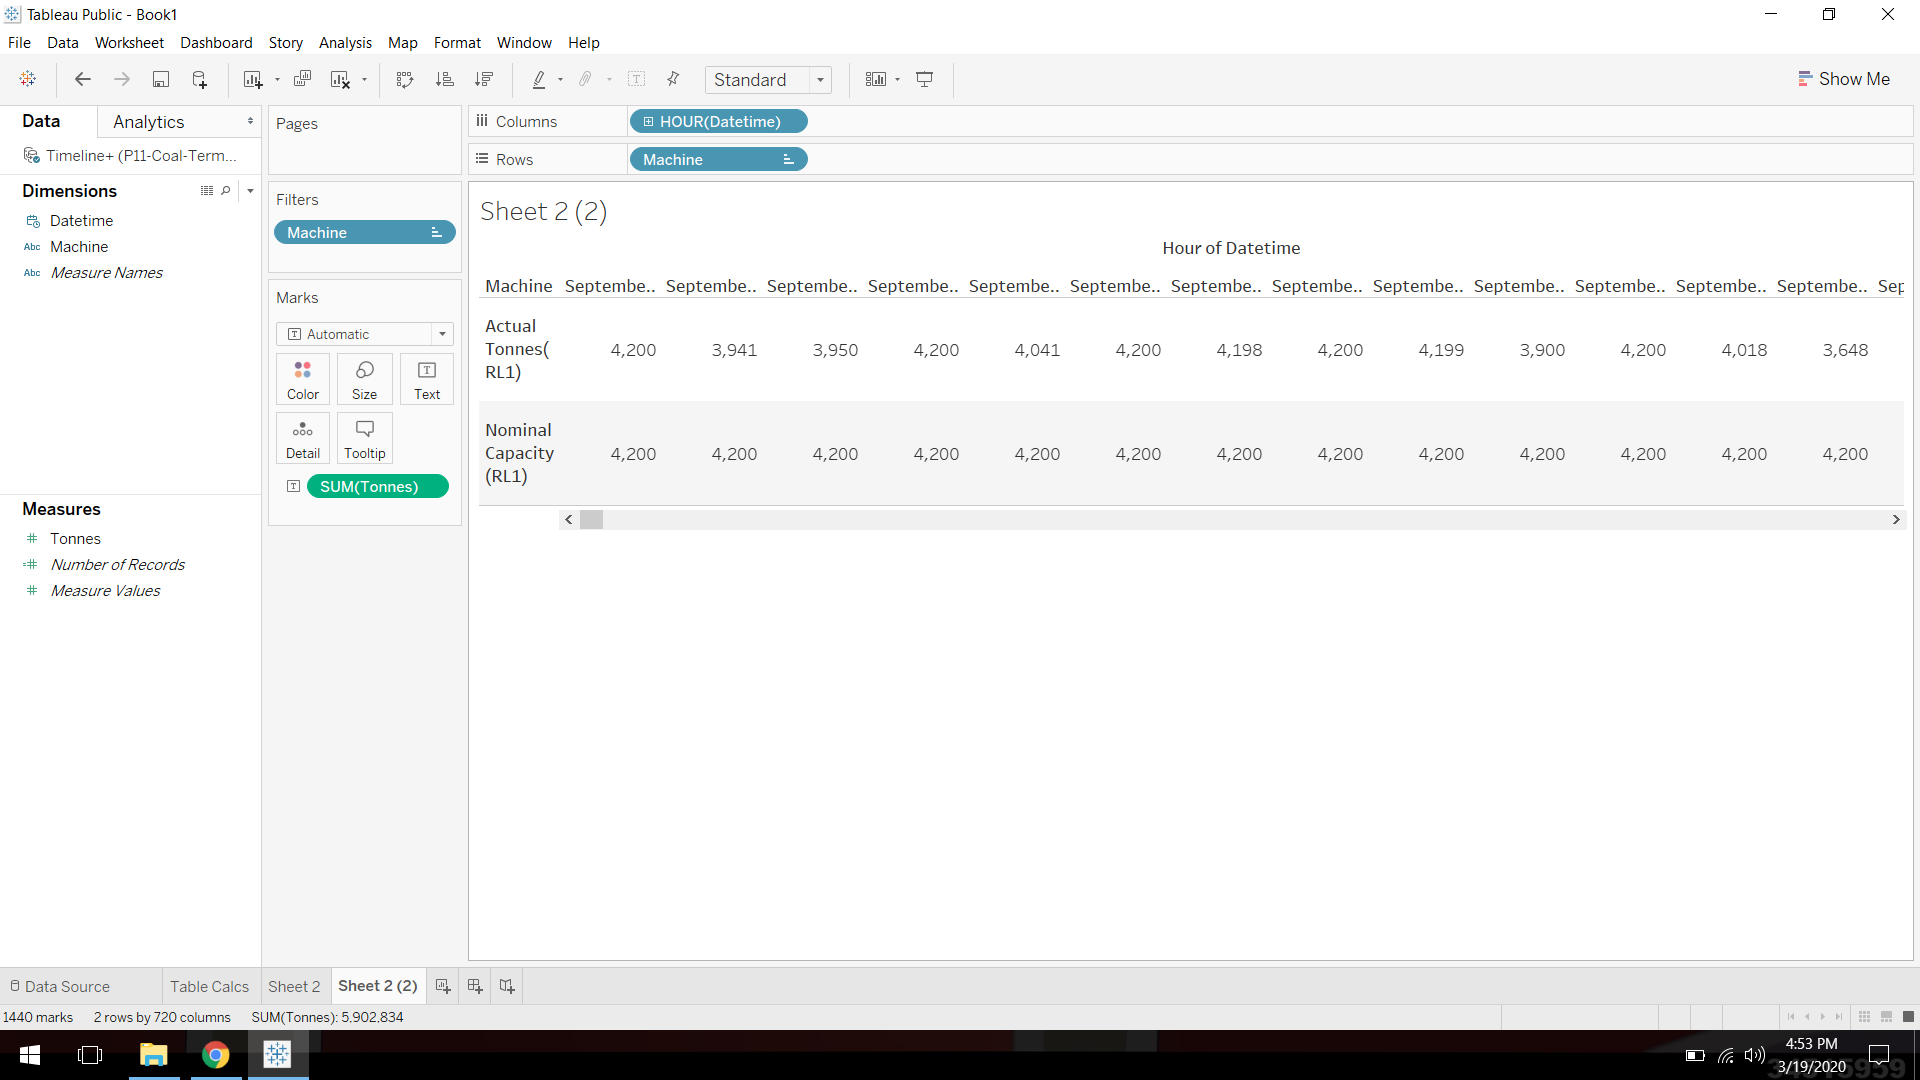 Tableau Public - Book1
File Data Worksheet Dashboard Story Analysis Map Format Window Help
Standard
Show Me
Data Analytics
Timeline+ (P11-Coal-Term...
Dimensions
Datetime
Abc Machine
Abc Measure Names
Measures
Tonnes
Number of Records
Measure Values
Pages
Filters
Machine
Marks
Automatic
Color Size Text
Detail Tooltip
SUM(Tonnes)
Columns HOUR(Datetime)
Rows Machine
Sheet 2 (2)
Hour of Datetime
Machine Septembe.. Septembe.. Septembe.. Septembe.. Septembe.. Septembe.. Septembe.. Septembe.. Septembe.. Septembe.. Septembe.. Septembe.. Septembe.. Sep
Actual
Tonnes(
RL1)
4,200 3,941 3,950 4,200 4,041 4,200 4,198 4,200 4,199 3,900 4,200 4,018 3,648
Nominal
Capacity
(RL1)
4,200 4,200 4,200 4,200 4,200 4,200 4,200 4,200 4,200 4,200 4,200 4,200 4,200
Data Source Table Calcs Sheet 2 Sheet 2 (2)
1440 marks 2 rows by 720 columns SUM(Tonnes): 5,902,834
4:53 PM
3/19/2020